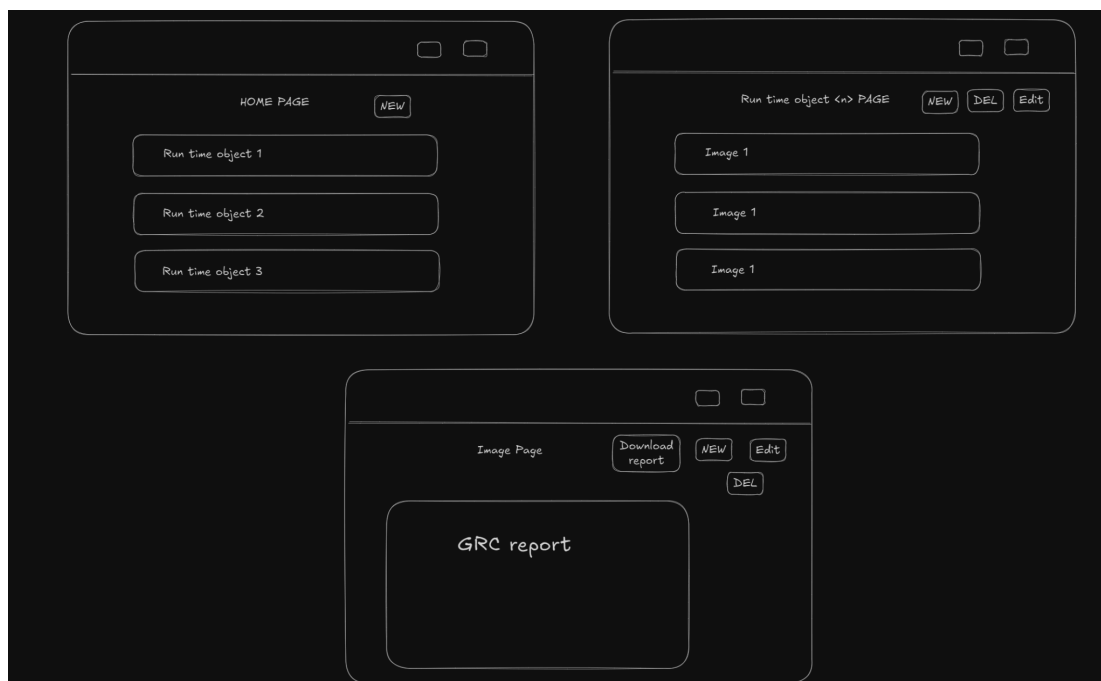 HOME PAGE
NEW
Run time object 1
Run time object 2
Run time object 3
Run time object <n> PAGE
NEW
DEL
Edit
Image 1
Image 1
Image 1
Image Page
Download
report
NEW
Edit
DEL
GRC report